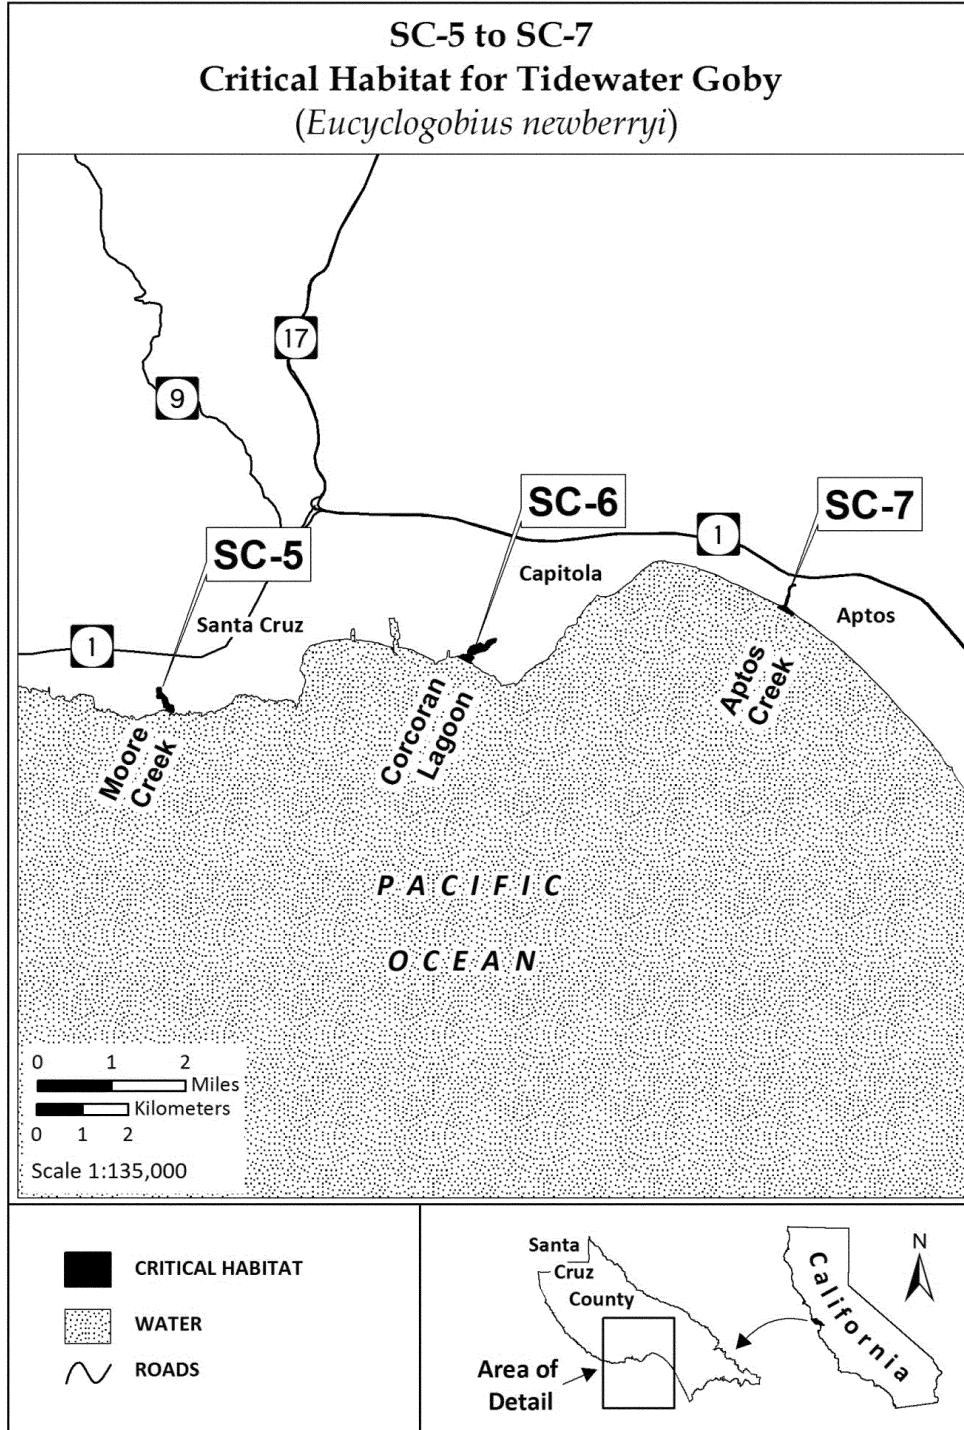 SC-5 to SC-7
Critical Habitat for Tidewater Goby
(Eucyclogobius newberryi)
17
9
SC-6
SC-7
1
SC-5
Capitola
Santa Cruz
Aptos
1
Moore
Creek
Corcoran
Lagoon
Aptos
Creek
PACIFIC
OCEAN
0 1 2
Miles
Kilometers
0 1 2
Scale 1:135,000
CRITICAL HABITAT
WATER
ROADS
Santa
Cruz
County
Area of
Detail
California
N